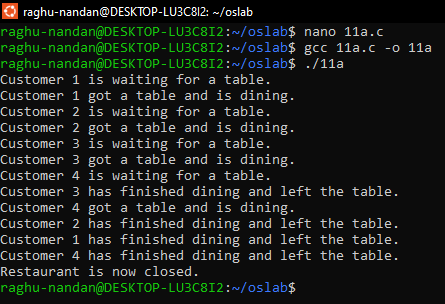 raghu-nandan@DESKTOP-LU3C8I2: ~/oslab
raghu-nandan@DESKTOP-LU3C8I2:~/oslab$ nano 11a.c
raghu-nandan@DESKTOP-LU3C8I2:~/oslab$ gcc 11a.c -o 11a
raghu-nandan@DESKTOP-LU3C8I2:~/oslab$ ./11a
Customer 1 is waiting for a table.
Customer 1 got a table and is dining.
Customer 2 is waiting for a table.
Customer 2 got a table and is dining.
Customer 3 is waiting for a table.
Customer 3 got a table and is dining.
Customer 4 is waiting for a table.
Customer 3 has finished dining and left the table.
Customer 4 got a table and is dining.
Customer 2 has finished dining and left the table.
Customer 1 has finished dining and left the table.
Customer 4 has finished dining and left the table.
Restaurant is now closed.
raghu-nandan@DESKTOP-LU3C8I2:~/oslab$